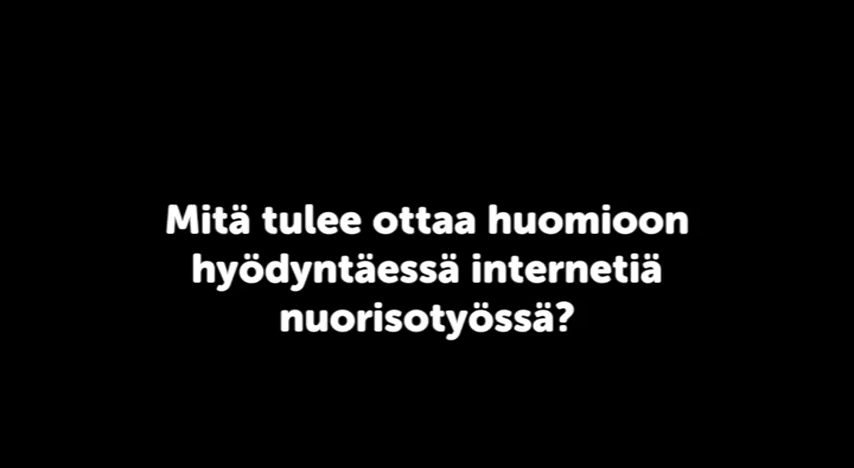 Mitä tulee ottaa huomioon
hyödyntäessä internetiä
nuorisotyössä?